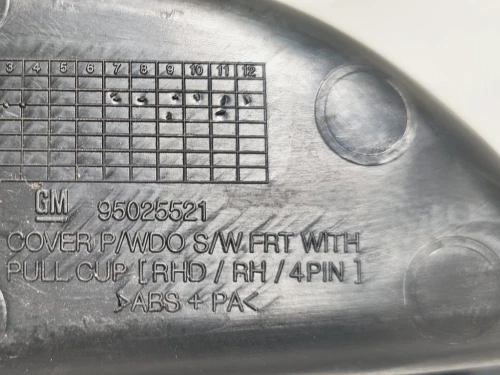 3 4 5 6 7 8 9 10 11 12
GM 95025521
COVER P/WDO S/W.FRT WITH
PULL CUP [ RHD / RH / 4PIN ]
>ABS + PA<